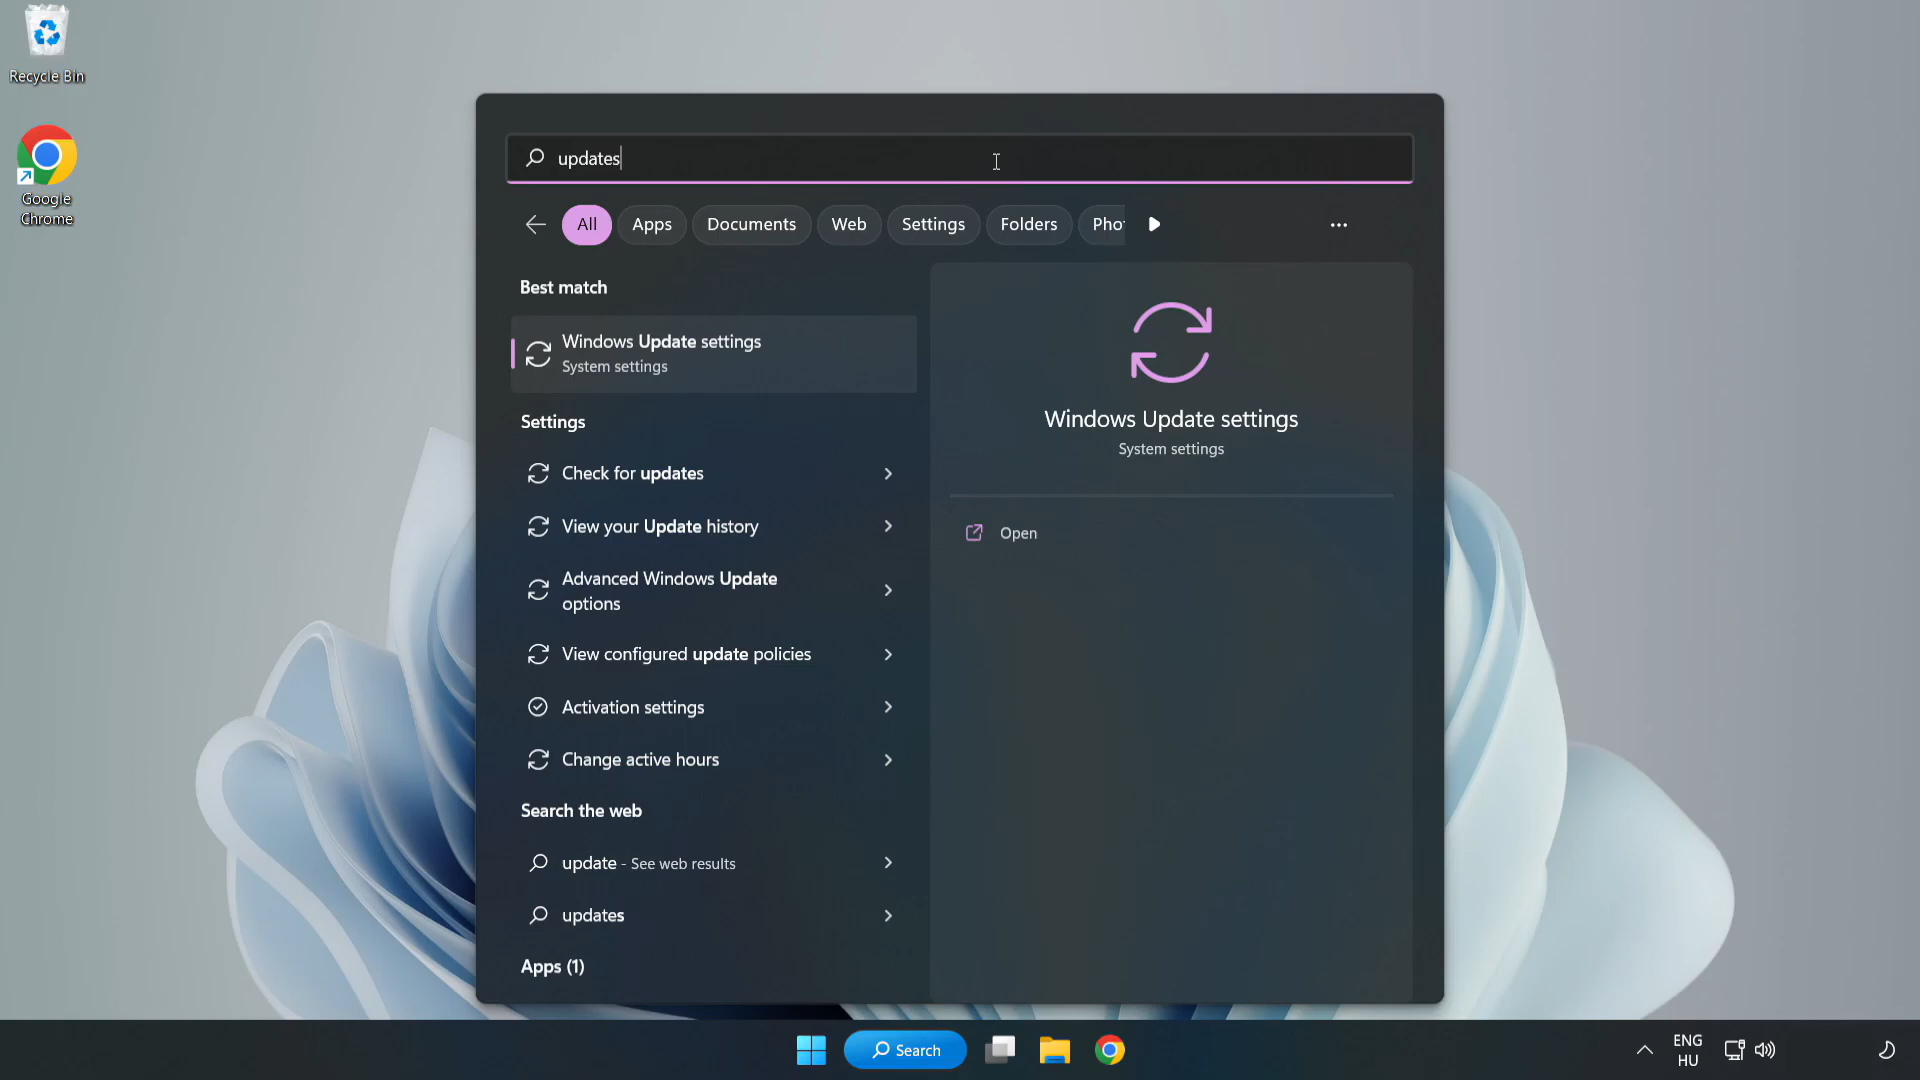 Recycle Bin
Google
Chrome
updates
All
Apps
Documents
Web
Settings
Folders
Best match
Windows Update settings
System settings
Settings
Check for updates
View your Update history
Advanced Windows Update
options
View configured update policies
Activation settings
Change active hours
Search the web
update - See web results
updates
Apps (1)
Windows Update settings
System settings
Open
Search
ENG
HU